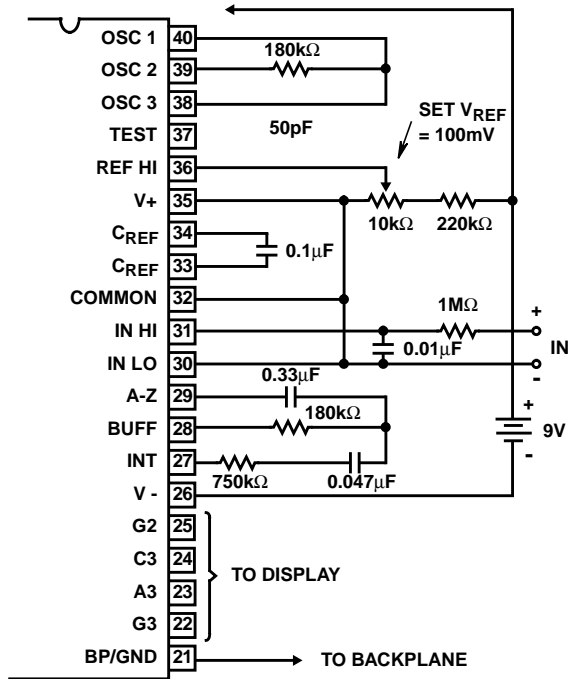 OSC 1 40
180kΩ
OSC 2 39
OSC 3 38
50pF
TEST 37
SET VREF
= 100mV
REF HI 36
V+ 35
10kΩ 220kΩ
CREF 34
0.1µF
CREF 33
COMMON 32
1MΩ
+
IN HI 31
IN
0.01µF
IN LO 30
-
0.33µF
A-Z 29
180kΩ
+
BUFF 28
9V
-
INT 27
750kΩ 0.047µF
V - 26
G2 25
C3 24
TO DISPLAY
A3 23
G3 22
BP/GND 21 TO BACKPLANE